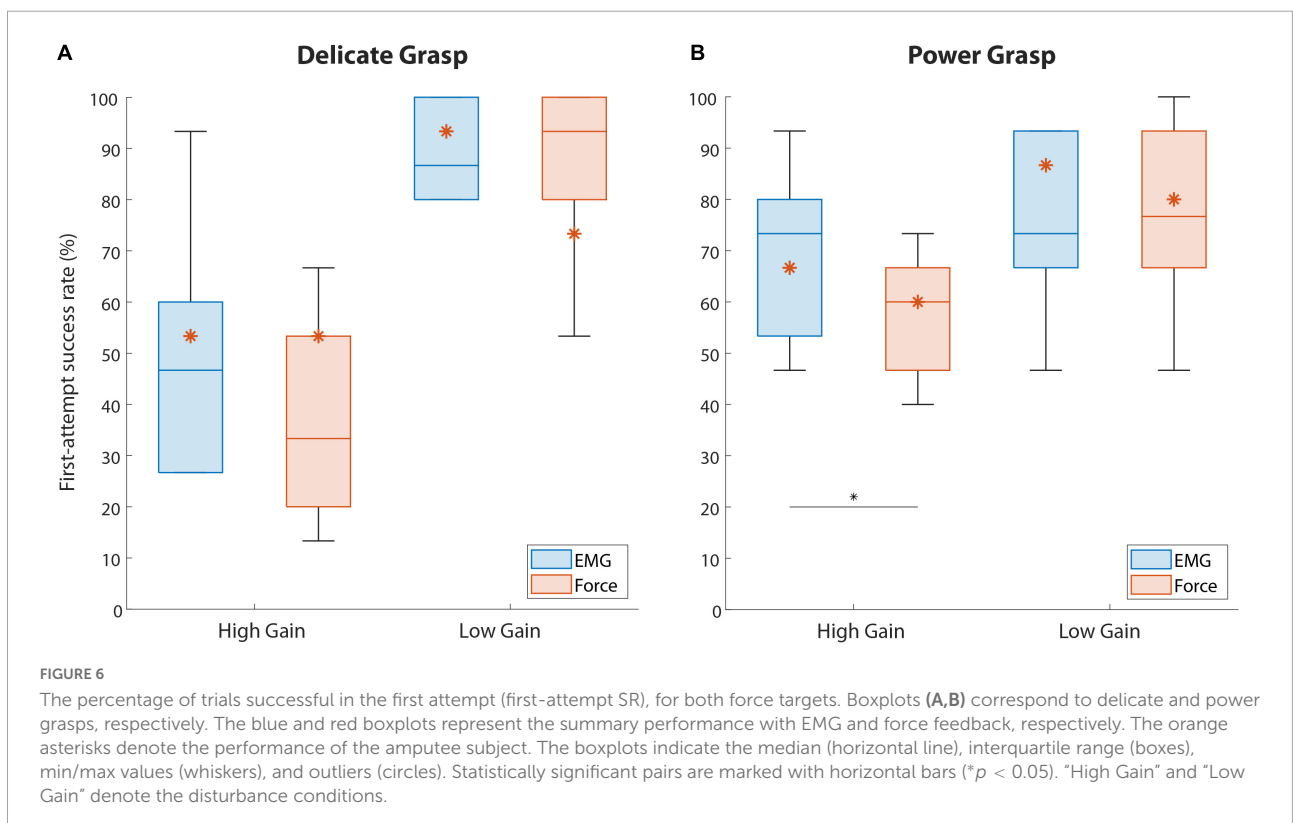 A
Delicate Grasp
First-attempt success rate (%)
100
90
80
70
60
50
40
30
20
10
0
High Gain
Low Gain
EMG
Force
B
Power Grasp
100
90
80
70
60
50
40
30
20
10
0
*
High Gain
Low Gain
EMG
Force
FIGURE 6
The percentage of trials successful in the first attempt (first-attempt SR), for both force targets. Boxplots (A,B) correspond to delicate and power
grasps, respectively. The blue and red boxplots represent the summary performance with EMG and force feedback, respectively. The orange
asterisks denote the performance of the amputee subject. The boxplots indicate the median (horizontal line), interquartile range (boxes),
min/max values (whiskers), and outliers (circles). Statistically significant pairs are marked with horizontal bars (*p < 0.05). “High Gain” and “Low
Gain” denote the disturbance conditions.